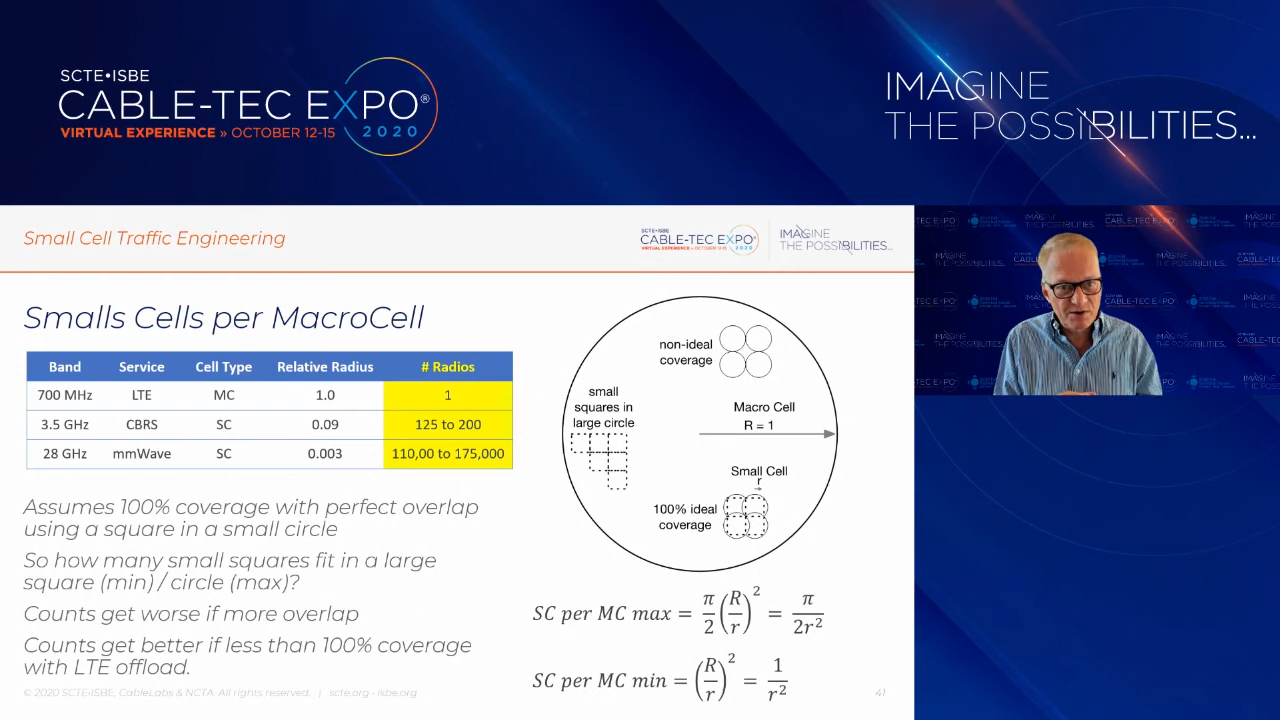 SCTE•ISBE
CABLE-TEC EXPO®
VIRTUAL EXPERIENCE » OCTOBER 12-15
2020
IMAGINE
THE POSSIBILITIES...
Small Cell Traffic Engineering
SCTE•ISBE
CABLE-TEC EXPO
VIRTUAL EXPERIENCE » OCTOBER 12-15
2020
IMAGINE
THE POSSIBILITIES...
Smalls Cells per MacroCell
Band Service Cell Type Relative Radius # Radios
700 MHz LTE MC 1.0 1
3.5 GHz CBRS SC 0.09 125 to 200
28 GHz mmWave SC 0.003 110,00 to 175,000
Assumes 100% coverage with perfect overlap
using a square in a small circle
So how many small squares fit in a large
square (min) / circle (max)?
Counts get worse if more overlap
Counts get better if less than 100% coverage
with LTE offload.
non-ideal
coverage
small
squares in
large circle
Macro Cell
R = 1
Small Cell
r
100% ideal
coverage
SC per MC max = π/2 (R/r)² = π/2r²
SC per MC min = (R/r)² = 1/r²
© 2020 SCTE•ISBE, CableLabs & NCTA. All rights reserved. | scte.org • isbe.org
41